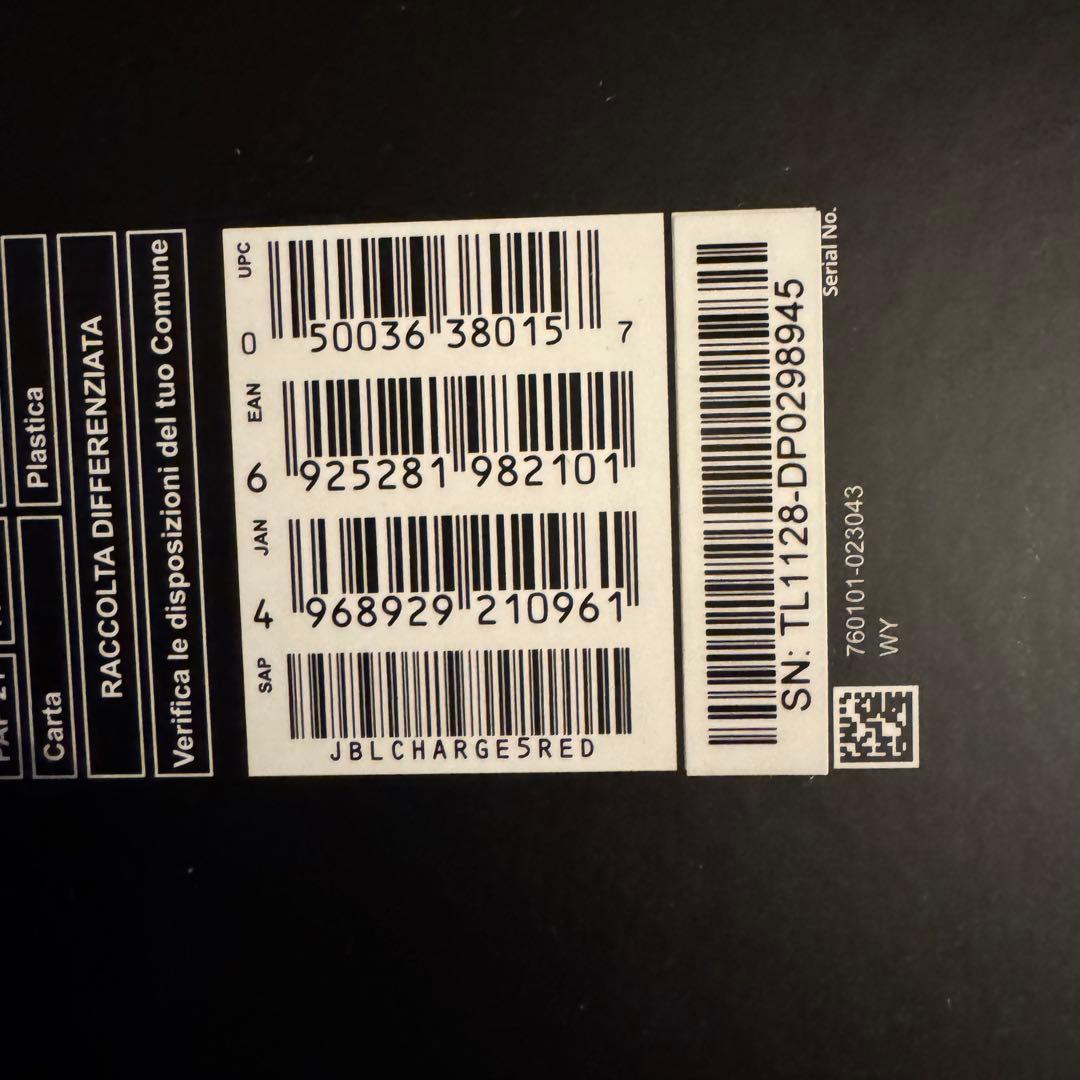 Plastica
Carta
RACCOLTA DIFFERENZIATA
Verifica le disposizioni del tuo Comune
UPC
0 50036 38015 7
EAN
6 925281 982101
JAN
4 968929 210961
SAP
JBLCHARGE5RED
SN: TL1128-DP0298945
Serial No.
760101-023043
WY